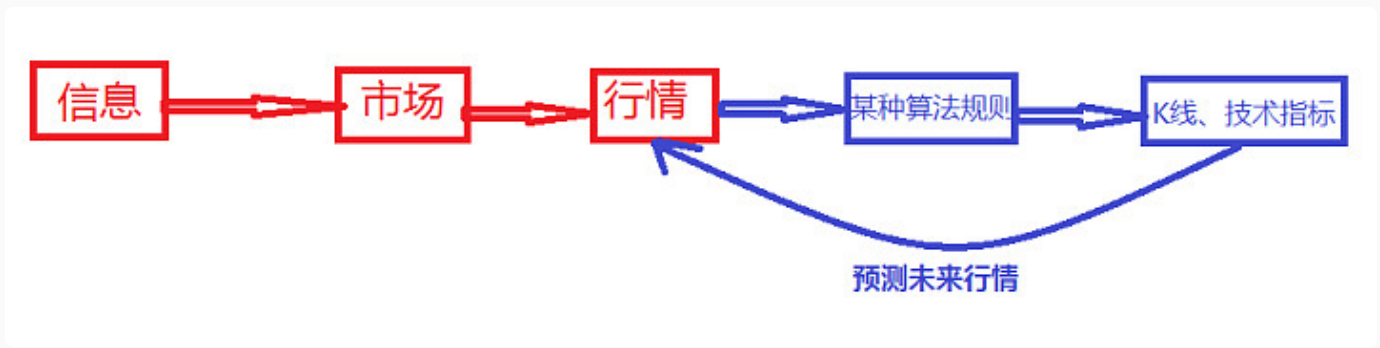 信息
市场
行情
某种算法规则
K线、技术指标
预测未来行情